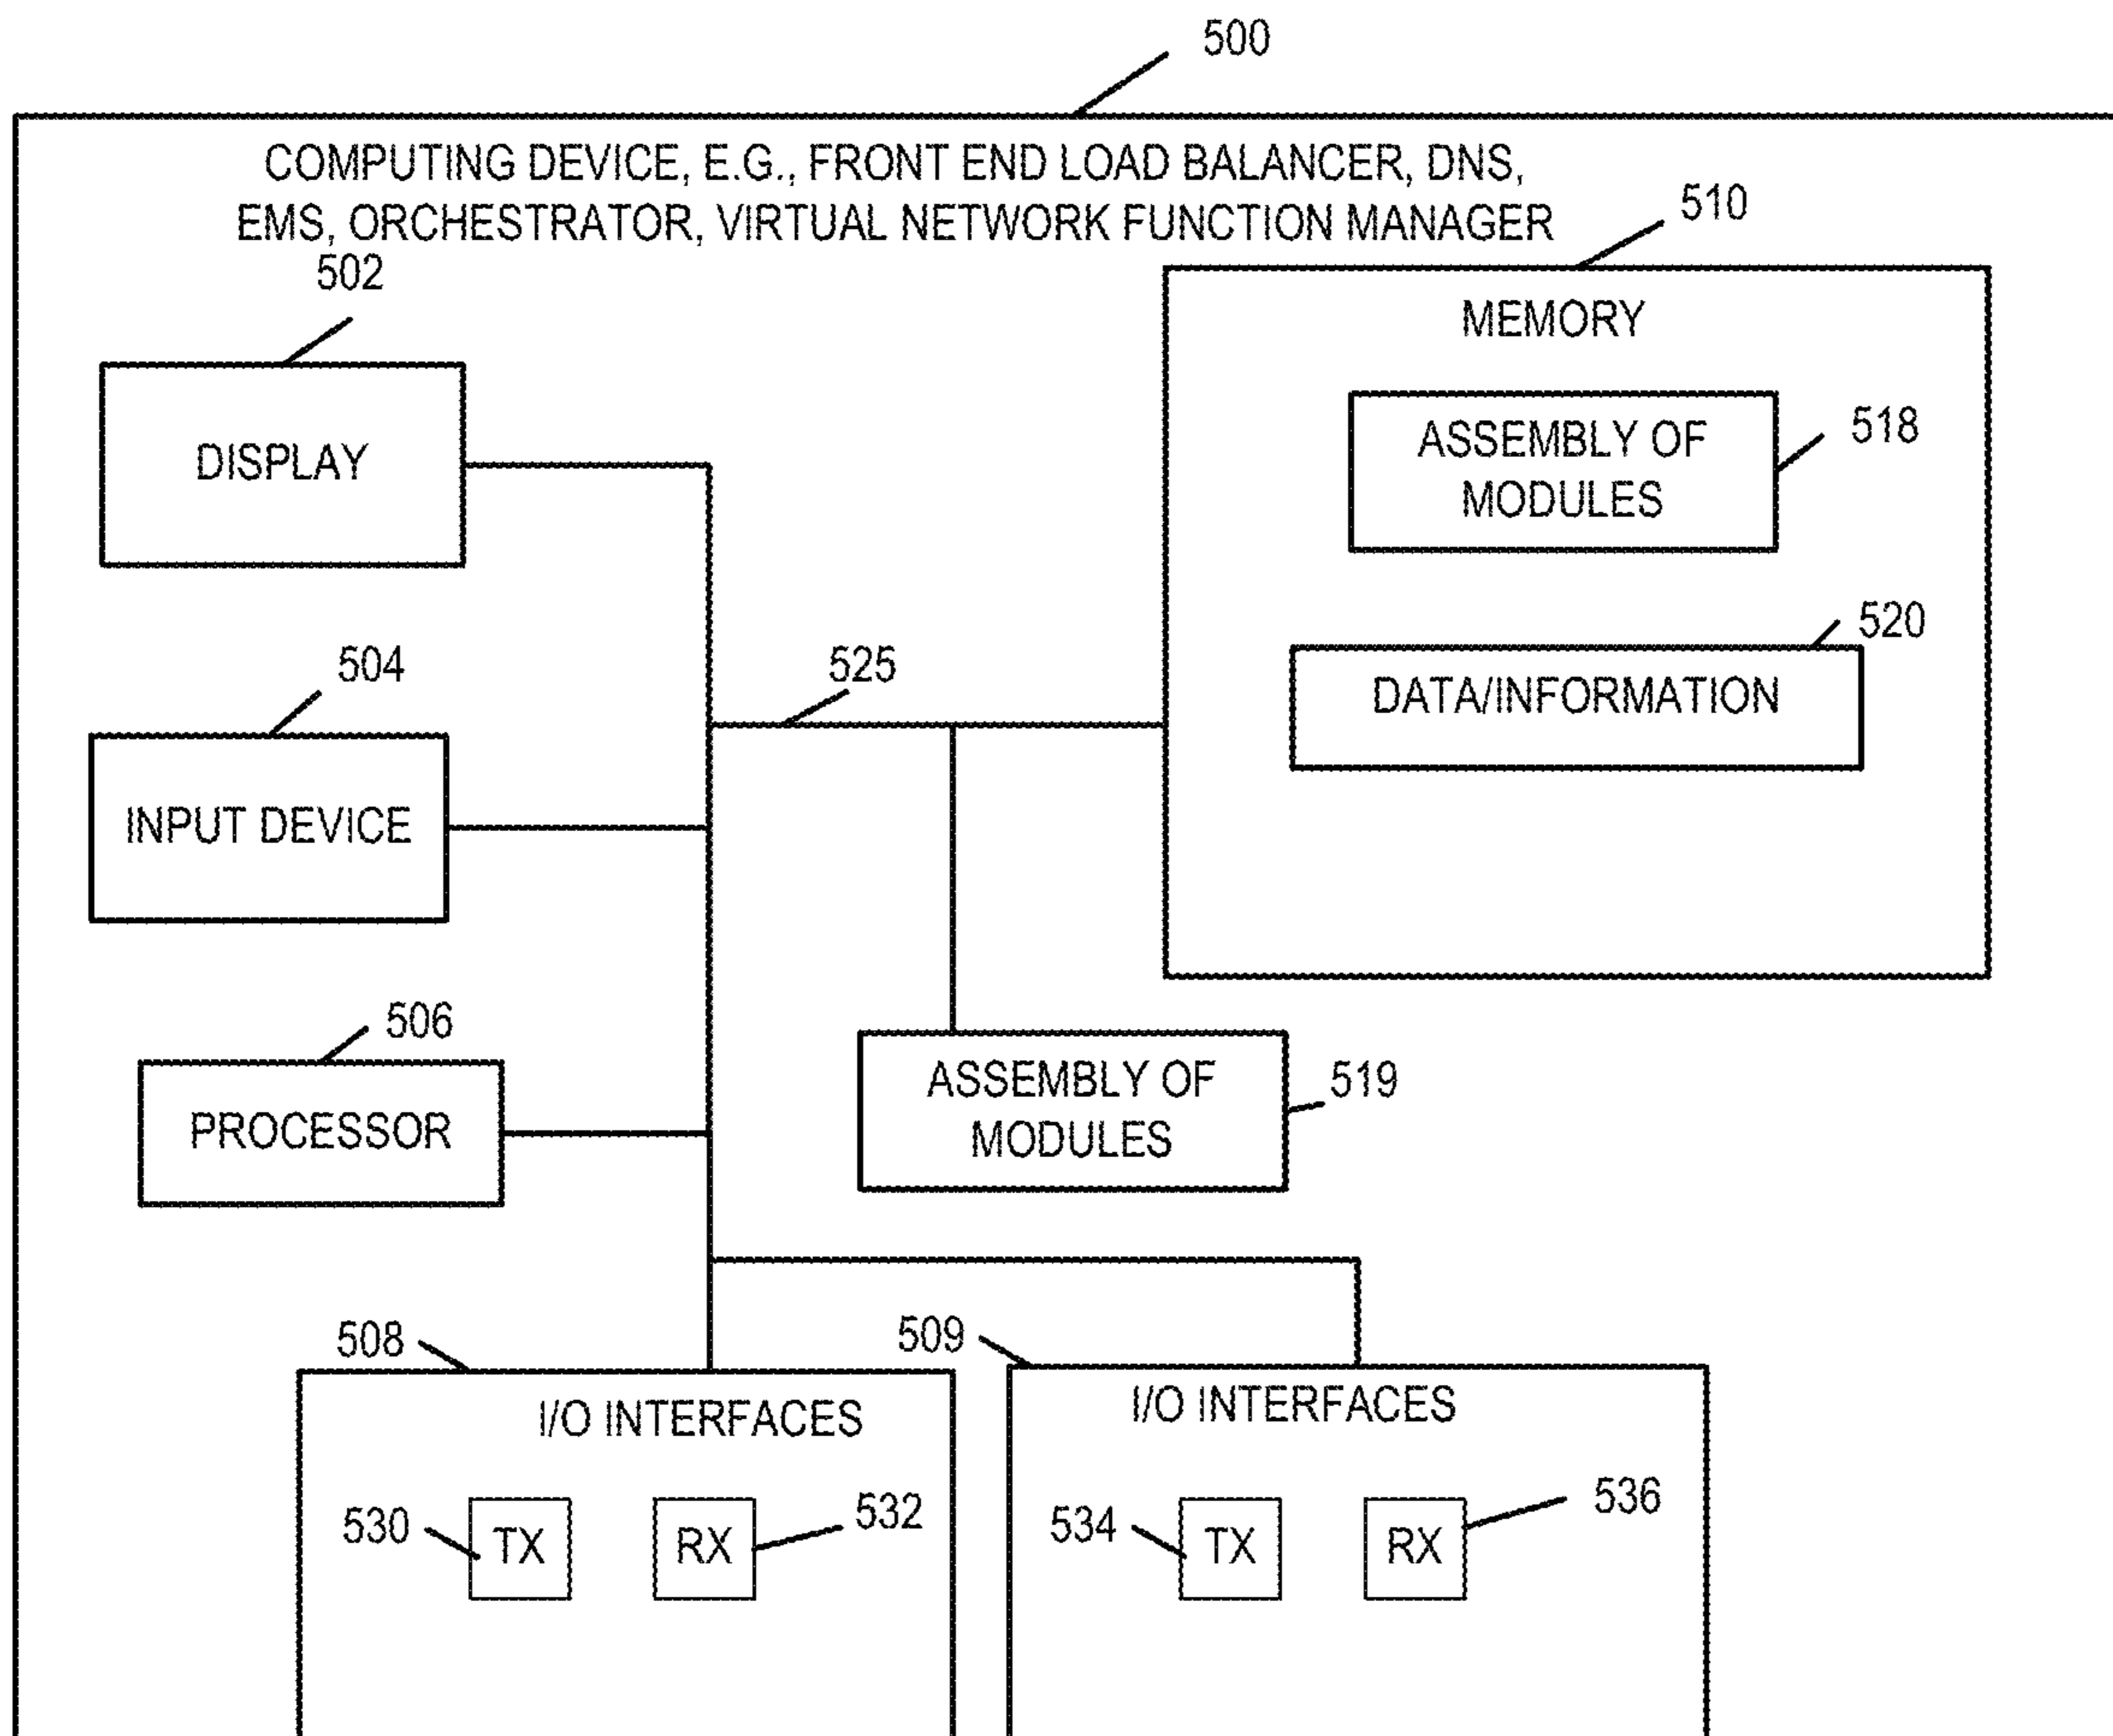 500
COMPUTING DEVICE, E.G., FRONT END LOAD BALANCER, DNS,
EMS, ORCHESTRATOR, VIRTUAL NETWORK FUNCTION MANAGER
510
502
MEMORY
DISPLAY
ASSEMBLY OF
MODULES
518
520
DATA/INFORMATION
504
525
INPUT DEVICE
506
PROCESSOR
ASSEMBLY OF
MODULES
519
508
I/O INTERFACES
509
I/O INTERFACES
530
TX
RX
532
534
TX
RX
536